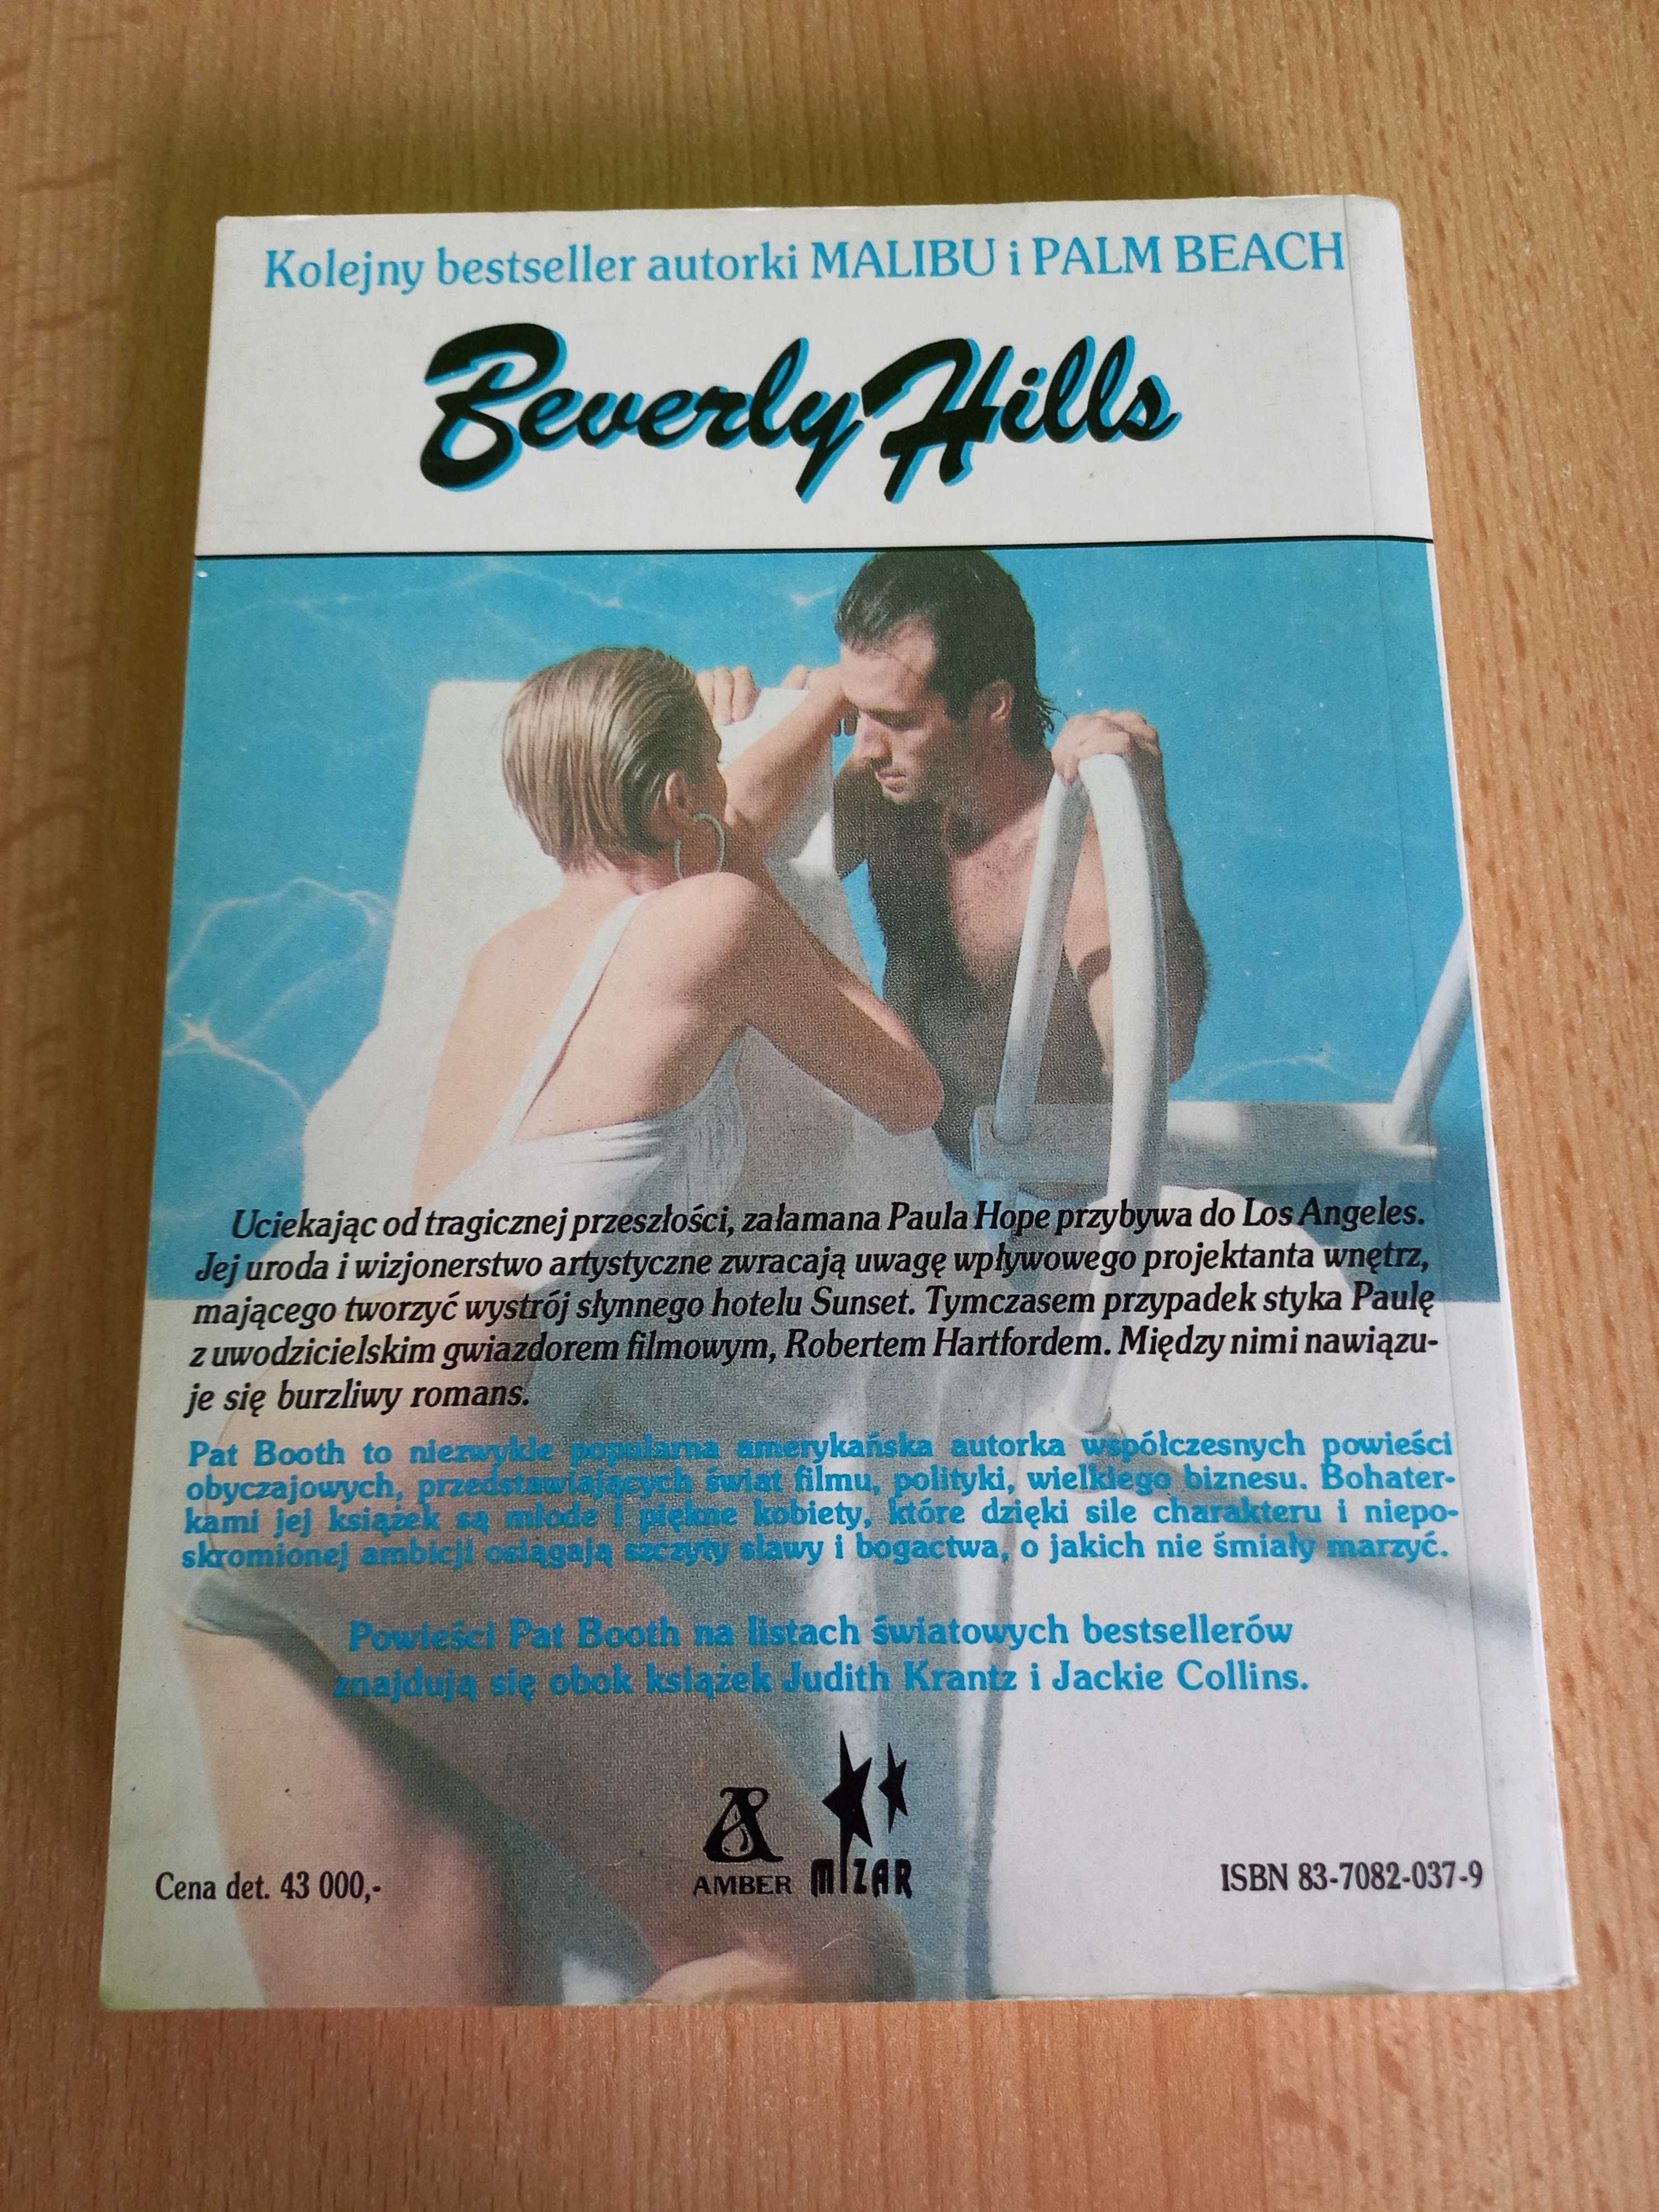 Kolejny bestseller autorki MALIBU i PALM BEACH
Beverly Hills
Uciekając od tragicznej przeszłości, załamana Paula Hope przybywa do Los Angeles.
Jej uroda i wizjonerstwo artystyczne zwracają uwagę wpływowego projektanta wnętrz,
mającego tworzyć wystrój słynnego hotelu Sunset. Tymczasem przypadek styka Paulę
z uwodzicielskim gwiazdorem filmowym, Robertem Hartfordem. Między nimi nawiązu-
je się burzliwy romans.
Pat Booth to niezwykle popularna amerykańska autorka współczesnych powieści
obyczajowych, przedstawiających świat filmu, polityki, wielkiego biznesu. Bohater-
kami jej książek są młode i piękne kobiety, które dzięki sile charakteru i niepo-
skromionej ambicji osiągają szczyty sławy i bogactwa, o jakich nie śmiały marzyć.
Powieści Pat Booth na listach światowych bestsellerów
znajdują się obok książek Judith Krantz i Jackie Collins.
A
Cena det. 43 000,- AMBER MIZAR ISBN 83-7082-037-9